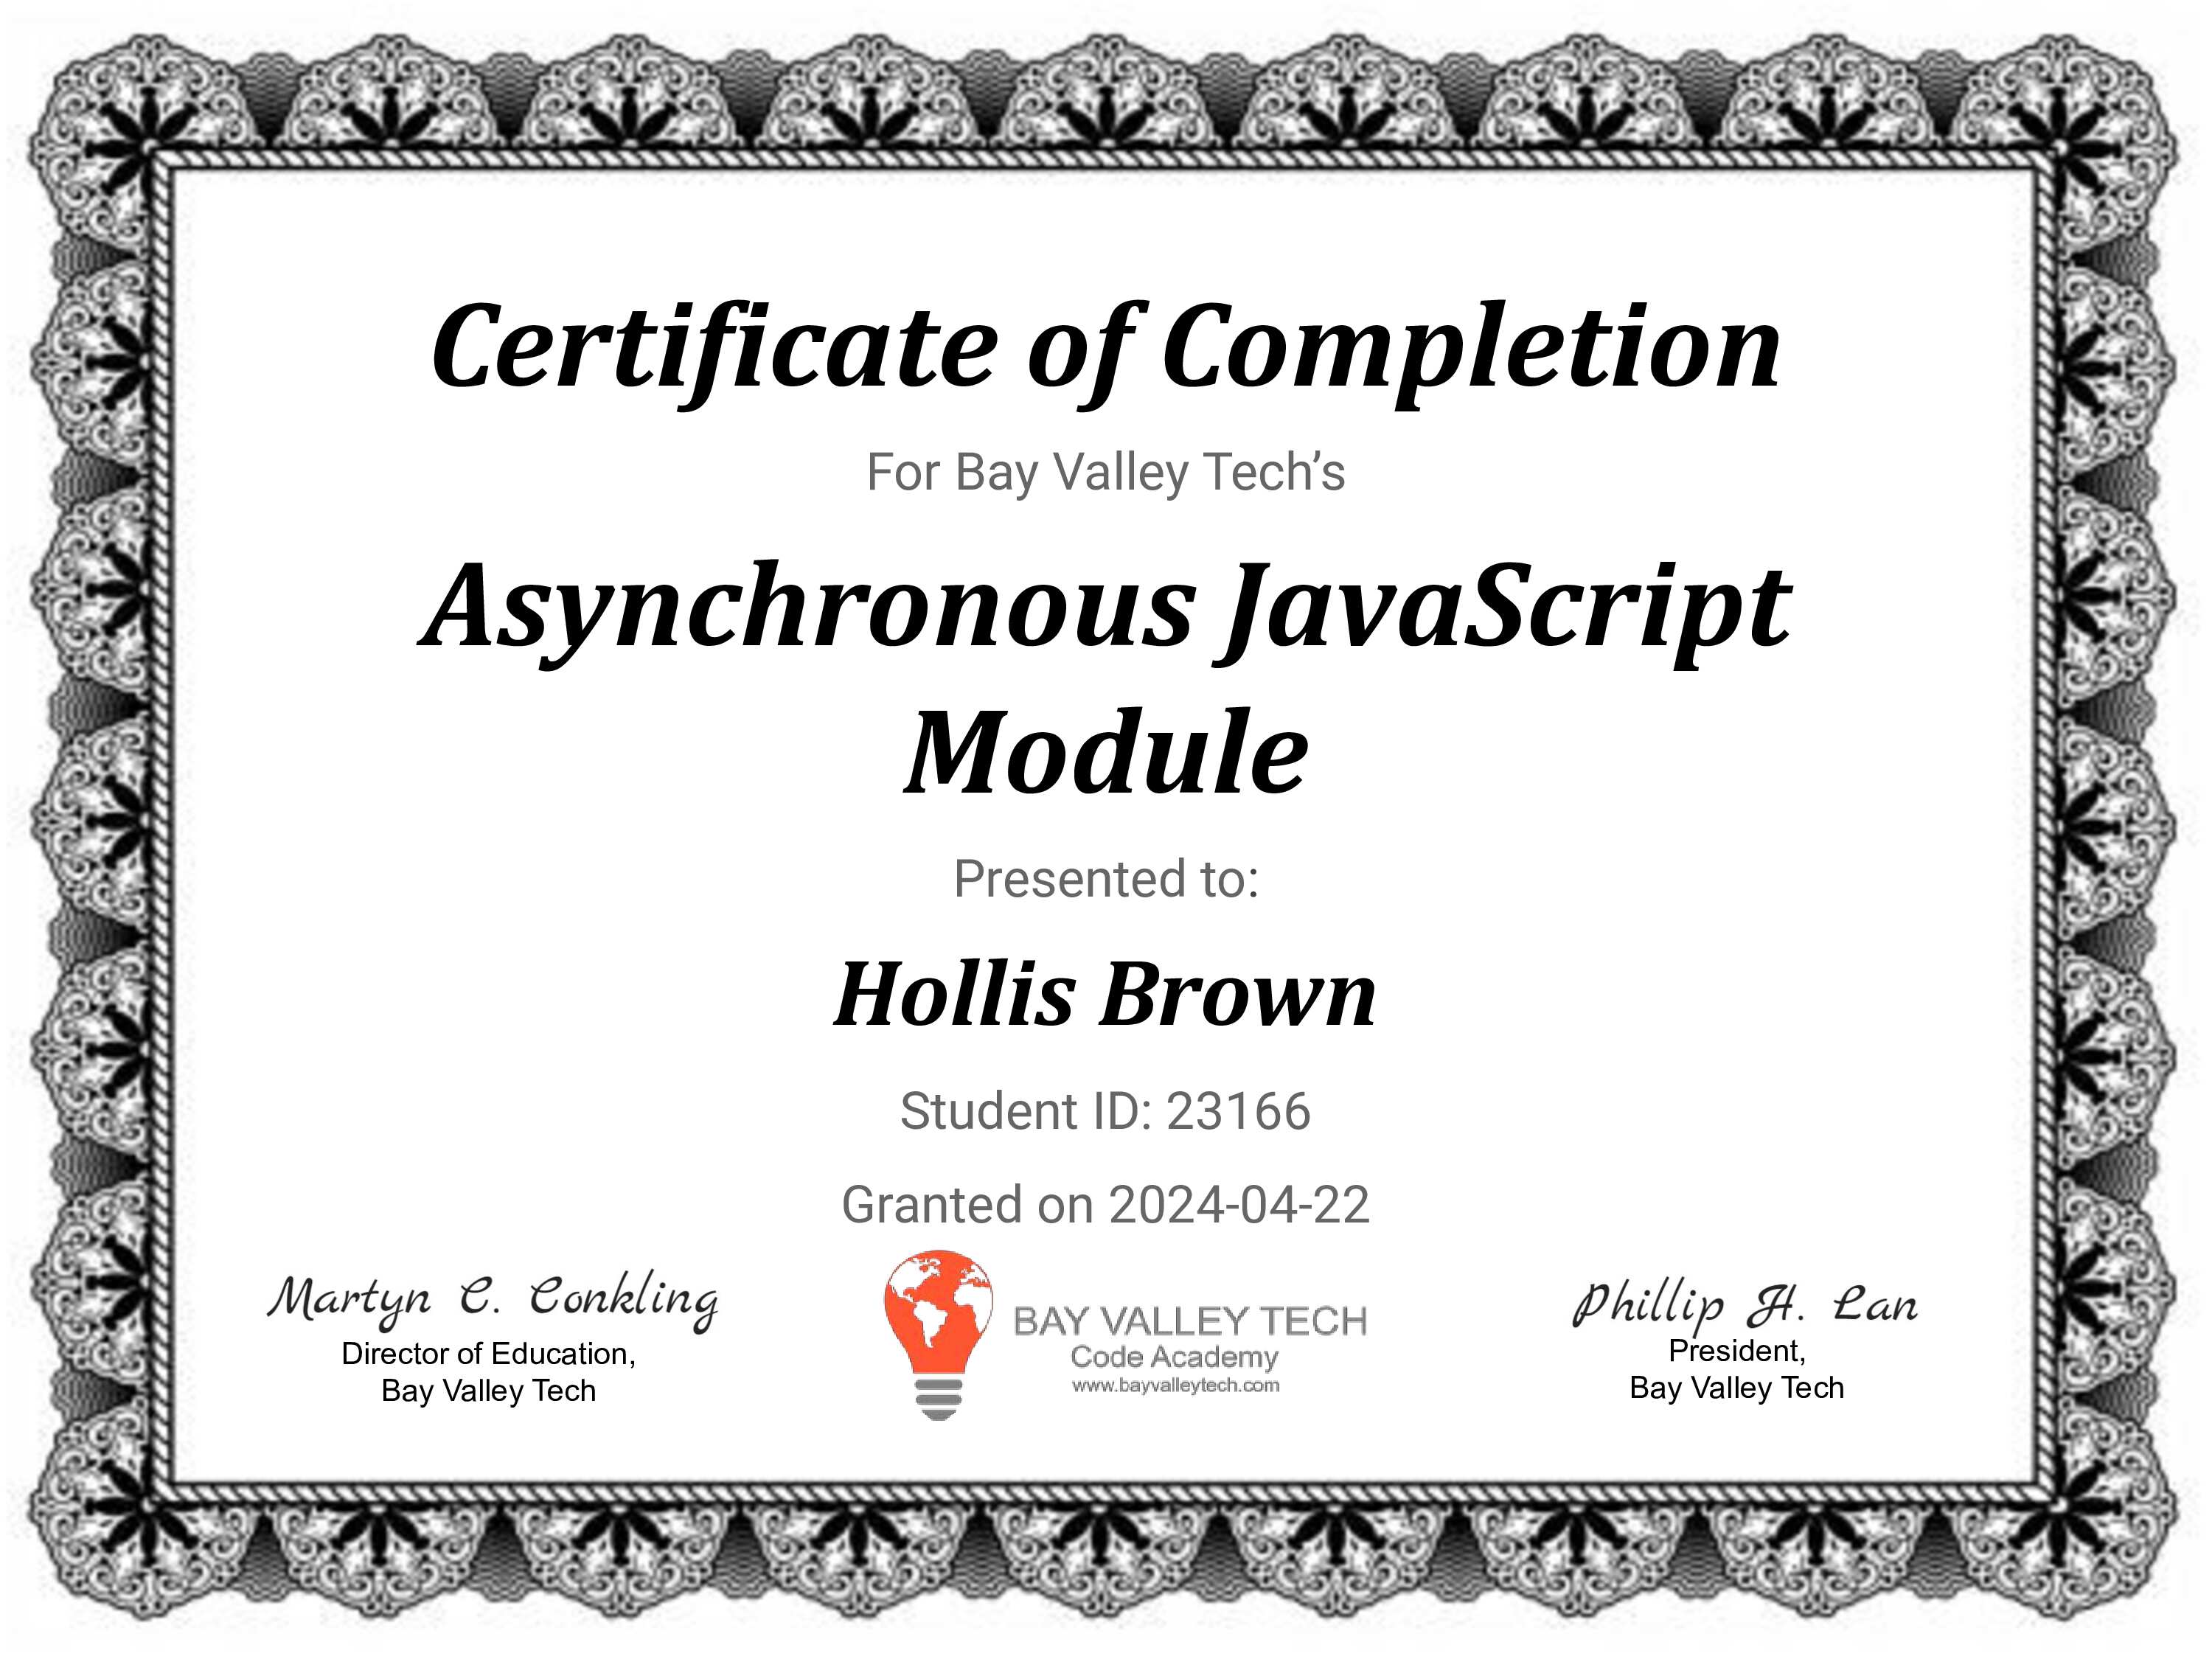 Certificate of Completion
For Bay Valley Tech’s
Asynchronous JavaScript
Module
Presented to:
Hollis Brown
Student ID: 23166
Granted on 2024-04-22
Martyn C. Conkling
Director of Education,
Bay Valley Tech
BAY VALLEY TECH
Code Academy
www.bayvalleytech.com
Phillip H. Lan
President,
Bay Valley Tech